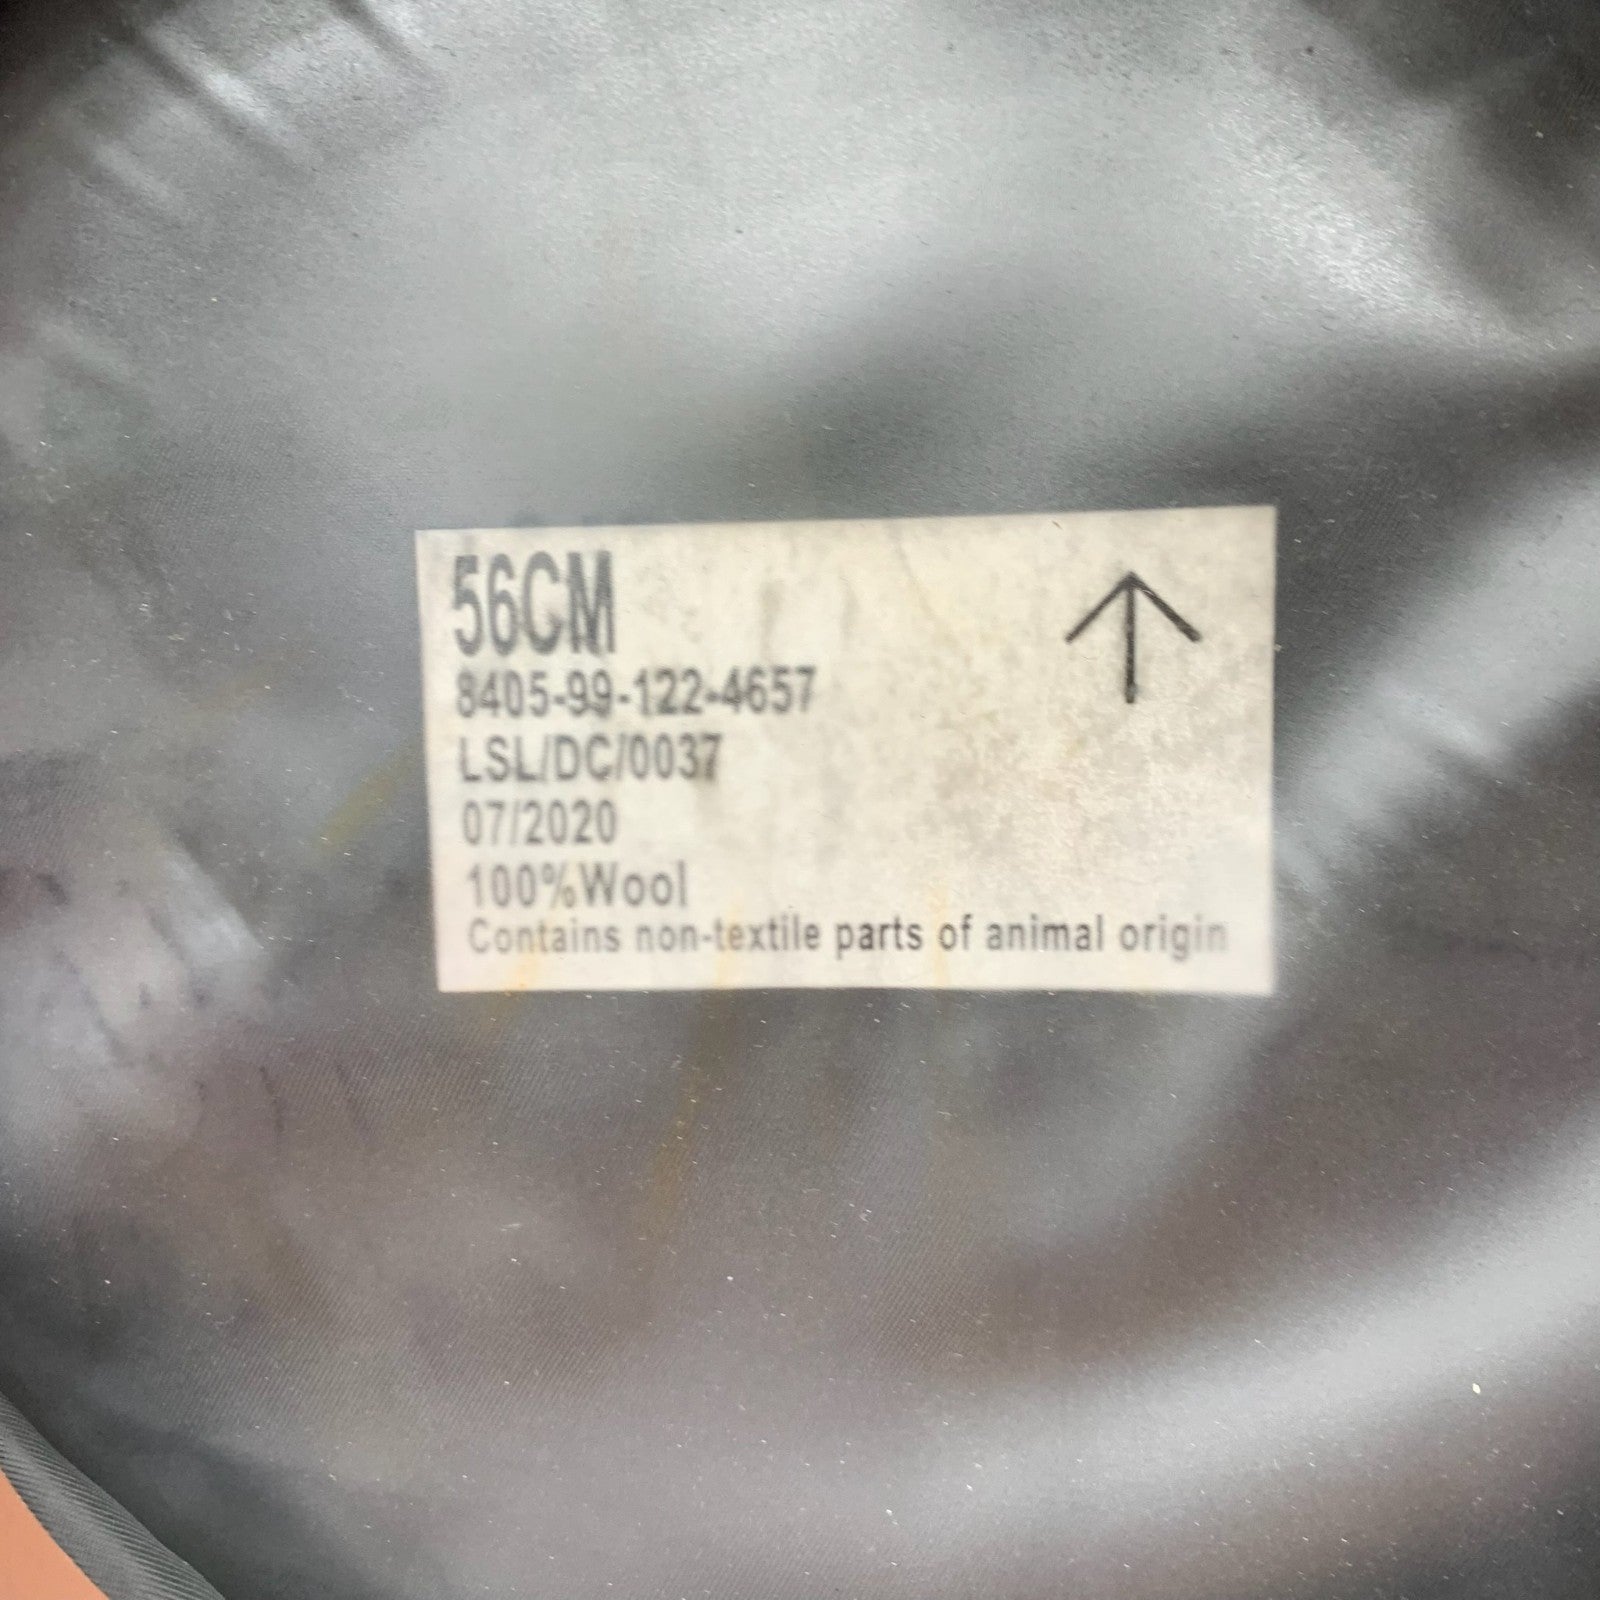 56CM
8405-99-122-4657
LSL/DC/0037
07/2020
100%Wool
Contains non-textile parts of animal origin